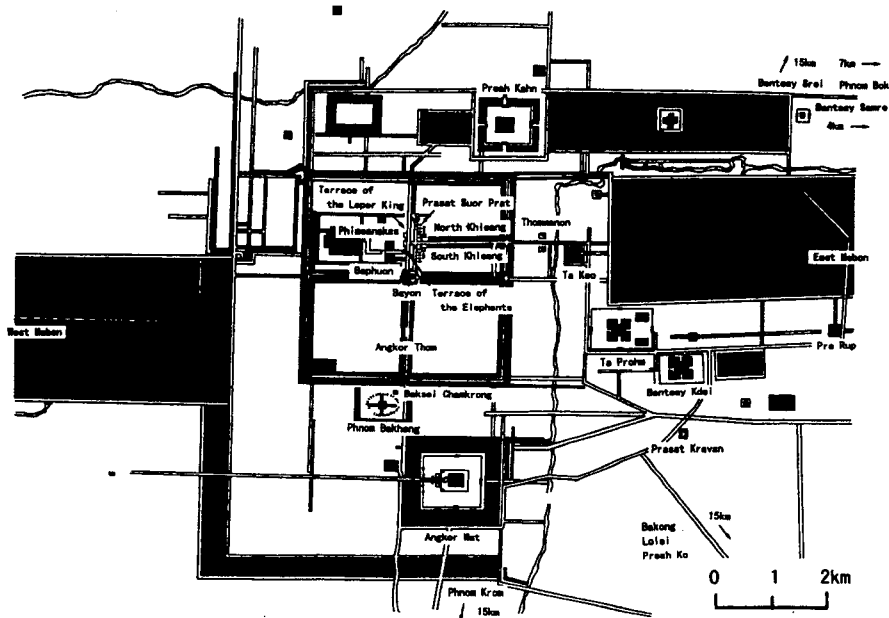 15km 7km
Banteay Srei Phnom Bok
Preah Kahn
Banteay Samre
4km
Terrace of
the Leper King
Prasat Suor Prat
North Khleang
Phimeanakas
Thommanon
South Khleang
East Mebon
Baphuon
Ta Keo
Bayon
Terrace of
the Elephants
West Mebon
Angkor Thom
Pre Rup
Ta Prohm
Baksei Chamkrong
Banteay Kdei
Phnom Bakheng
Prasat Kravan
15km
Bakong
Lolei
Preah Ko
Angkor Wat
0 1 2km
Phnom Krom
15km